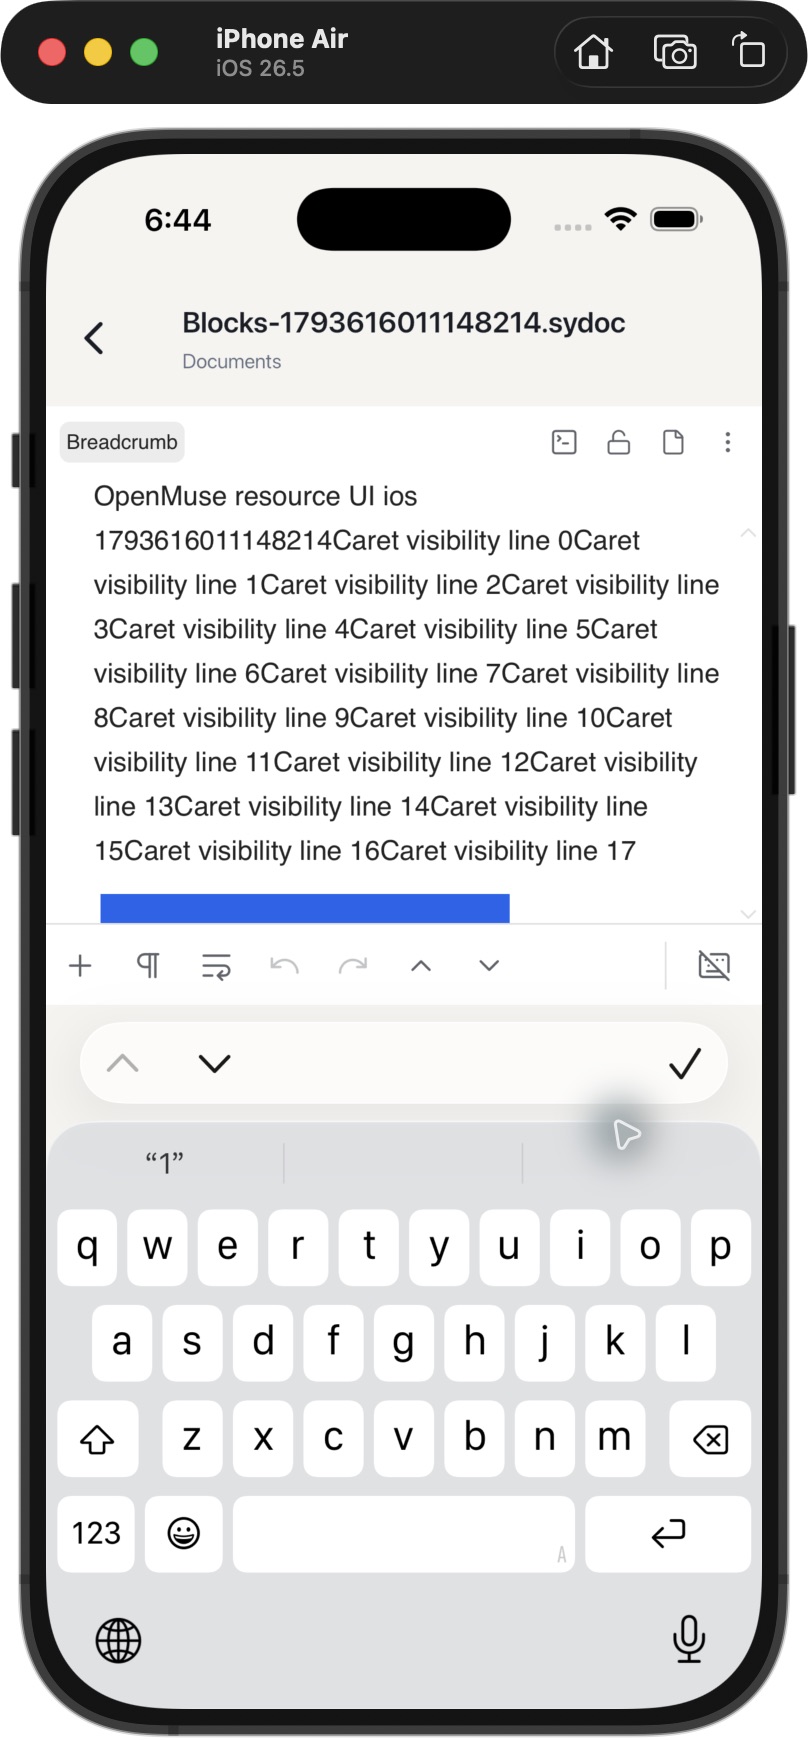 iPhone Air
iOS 26.5
6:44
Blocks-1793616011148214.sydoc
Documents
Breadcrumb
OpenMuse resource UI ios
1793616011148214Caret visibility line 0Caret
visibility line 1Caret visibility line 2Caret visibility line
3Caret visibility line 4Caret visibility line 5Caret
visibility line 6Caret visibility line 7Caret visibility line
8Caret visibility line 9Caret visibility line 10Caret
visibility line 11Caret visibility line 12Caret visibility
line 13Caret visibility line 14Caret visibility line
15Caret visibility line 16Caret visibility line 17
“1”
q w e r t y u i o p
a s d f g h j k l
z x c v b n m
123
A